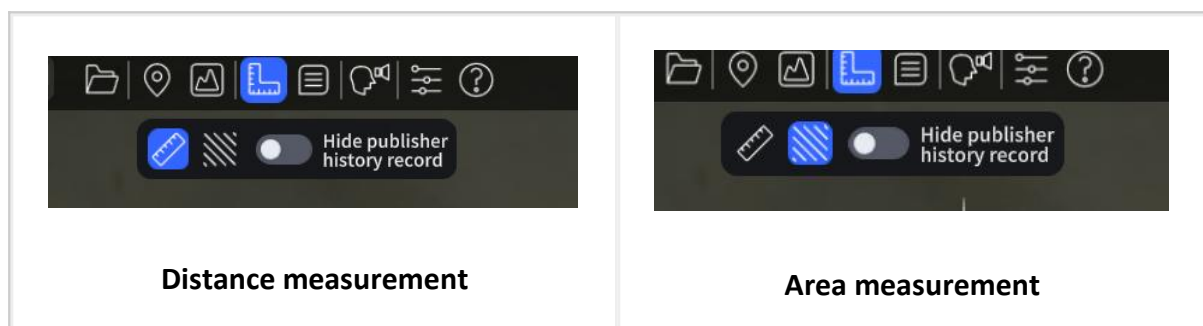 Hide publisher
history record
Hide publisher
history record
Distance measurement
Area measurement